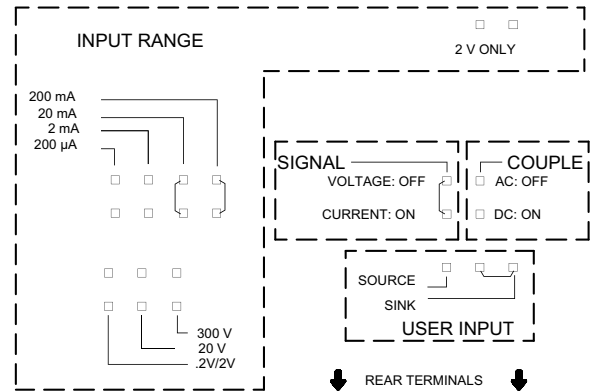 INPUT RANGE
2 V ONLY
200 mA
20 mA
2 mA
200 µA
SIGNAL
VOLTAGE: OFF
CURRENT: ON
COUPLE
AC: OFF
DC: ON
SOURCE
SINK
USER INPUT
300 V
20 V
.2V/2V
REAR TERMINALS